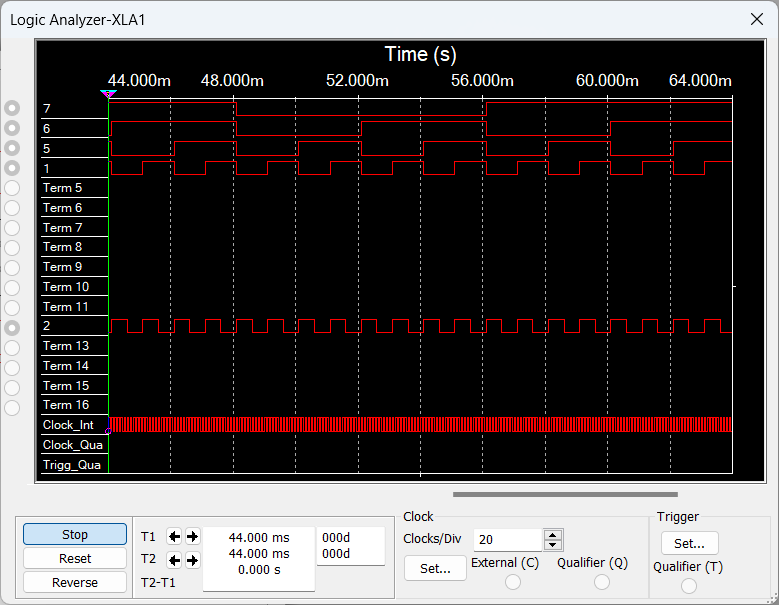 Logic Analyzer-XLA1
Time (s)
44.000m 48.000m 52.000m 56.000m 60.000m 64.000m
7
6
5
1
Term 5
Term 6
Term 7
Term 8
Term 9
Term 10
Term 11
2
Term 13
Term 14
Term 15
Term 16
Clock_Int
Clock_Qua
Trigg_Qua
Stop
Reset
Reverse
T1 44.000 ms 000d
T2 44.000 ms 000d
T2-T1 0.000 s
Clock
Clocks/Div 20
Set... External (C) Qualifier (Q)
Trigger
Set...
Qualifier (T)